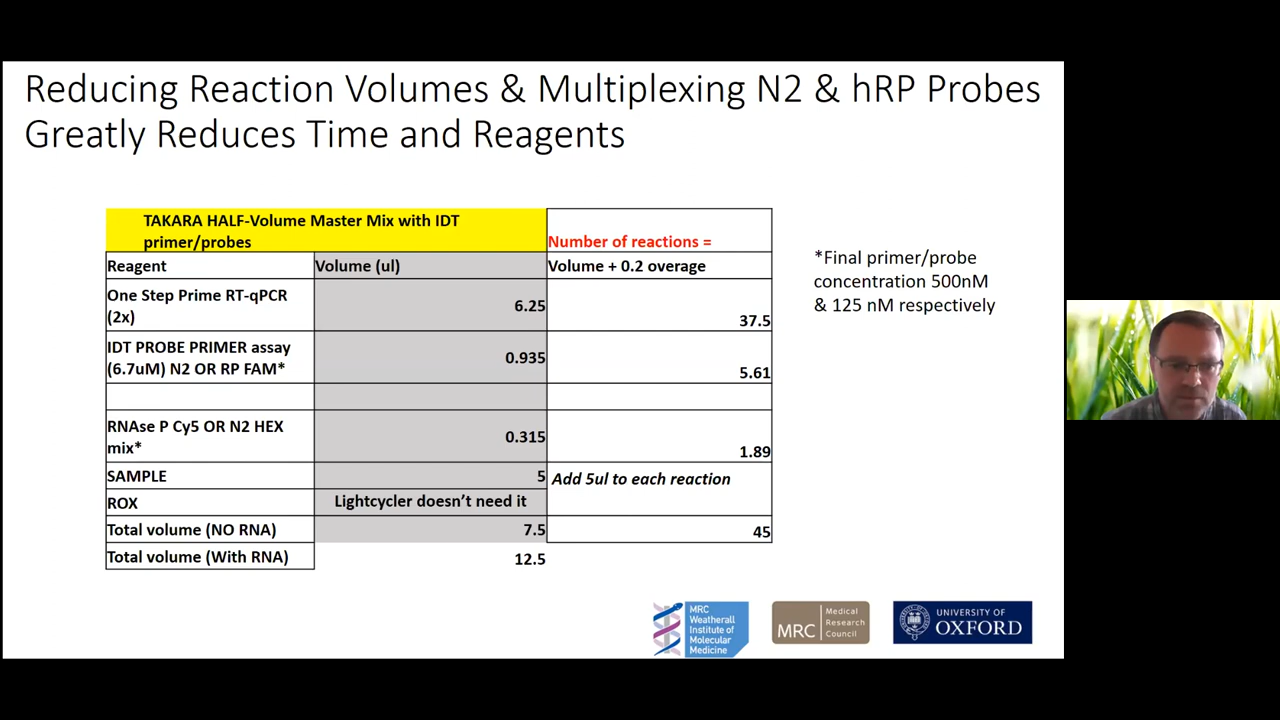 Reducing Reaction Volumes & Multiplexing N2 & hRP Probes
Greatly Reduces Time and Reagents
TAKARA HALF-Volume Master Mix with IDT
primer/probes
Number of reactions =
Reagent
Volume (ul)
Volume + 0.2 overage
One Step Prime RT-qPCR
(2x)
6.25
37.5
IDT PROBE PRIMER assay
(6.7uM) N2 OR RP FAM*
0.935
5.61
RNAse P Cy5 OR N2 HEX
mix*
0.315
1.89
SAMPLE
5
Add 5ul to each reaction
ROX
Lightcycler doesn’t need it
Total volume (NO RNA)
7.5
45
Total volume (With RNA)
12.5
*Final primer/probe
concentration 500nM
& 125 nM respectively
MRC
Weatherall
Institute of
Molecular
Medicine
MRC
Medical
Research
Council
UNIVERSITY OF
OXFORD